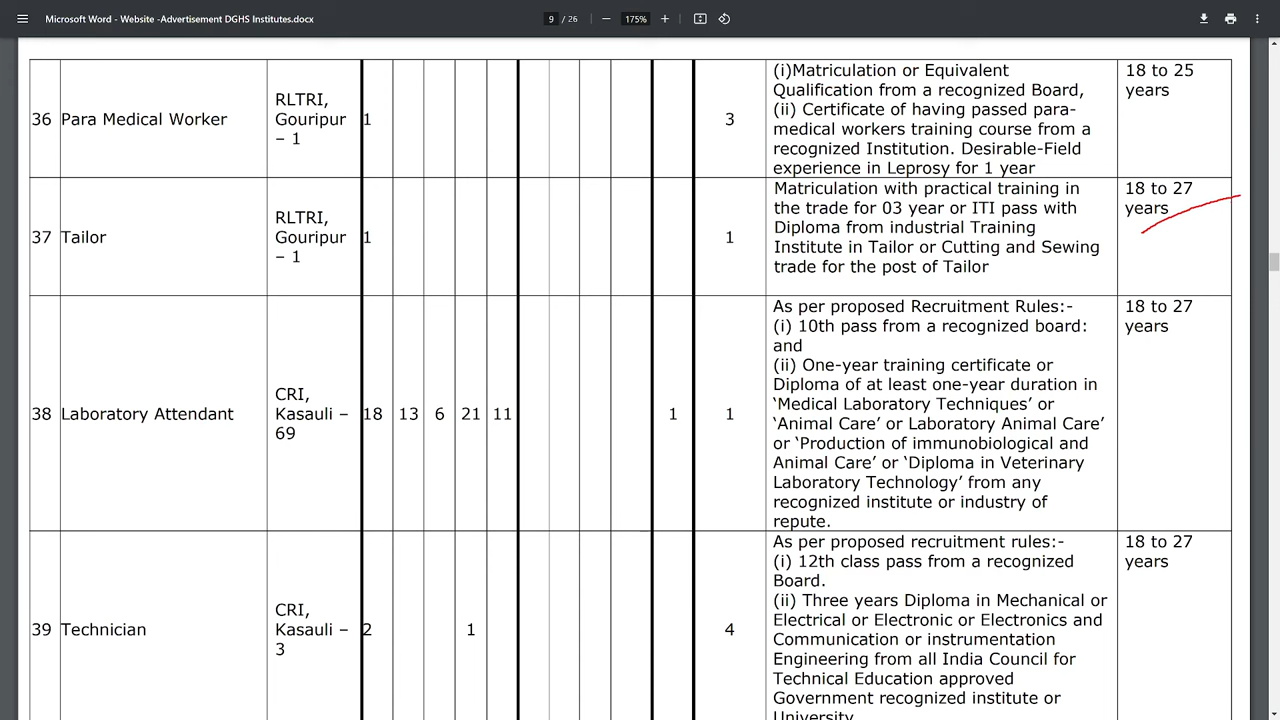 Microsoft Word - Website -Advertisement DGHS Institutes.docx
9 / 26
175%
36
Para Medical Worker
RLTRI,
Gouripur
– 1
1
3
(i)Matriculation or Equivalent
Qualification from a recognized Board,
(ii) Certificate of having passed para-
medical workers training course from a
recognized Institution. Desirable-Field
experience in Leprosy for 1 year
18 to 25
years
37
Tailor
RLTRI,
Gouripur
– 1
1
1
Matriculation with practical training in
the trade for 03 year or ITI pass with
Diploma from industrial Training
Institute in Tailor or Cutting and Sewing
trade for the post of Tailor
18 to 27
years
38
Laboratory Attendant
CRI,
Kasauli –
69
18
13
6
21
11
1
1
As per proposed Recruitment Rules:-
(i) 10th pass from a recognized board:
and
(ii) One-year training certificate or
Diploma of at least one-year duration in
‘Medical Laboratory Techniques’ or
‘Animal Care’ or Laboratory Animal Care’
or ‘Production of immunobiological and
Animal Care’ or ‘Diploma in Veterinary
Laboratory Technology’ from any
recognized institute or industry of
repute.
18 to 27
years
39
Technician
CRI,
Kasauli –
3
2
1
4
As per proposed recruitment rules:-
(i) 12th class pass from a recognized
Board.
(ii) Three years Diploma in Mechanical or
Electrical or Electronic or Electronics and
Communication or instrumentation
Engineering from all India Council for
Technical Education approved
Government recognized institute or
University
18 to 27
years